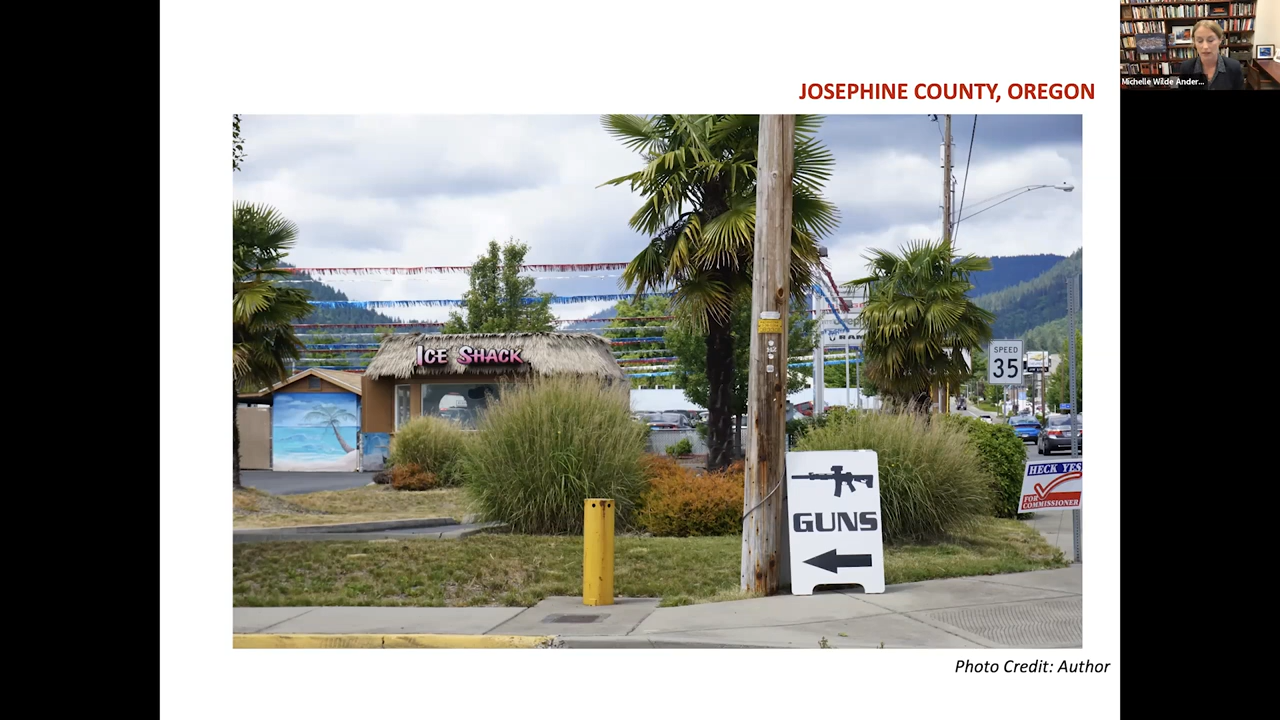 Michelle Wilde Ander...
JOSEPHINE COUNTY, OREGON
ICE SHACK
SPEED
35
HECK YES
FOR
COMMISSIONER
GUNS
Photo Credit: Author